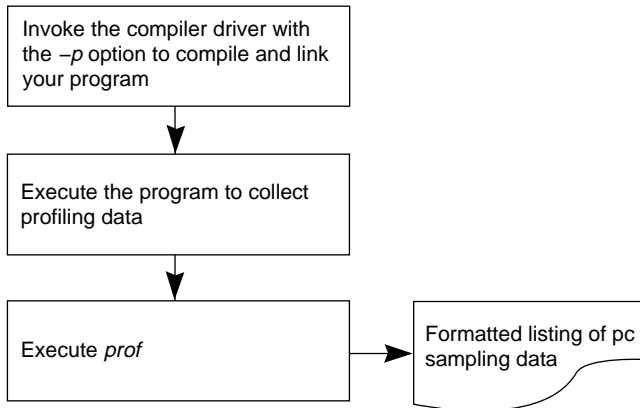 Invoke the compiler driver with
the –p option to compile and link
your program
Execute the program to collect
profiling data
Execute prof
Formatted listing of pc
sampling data